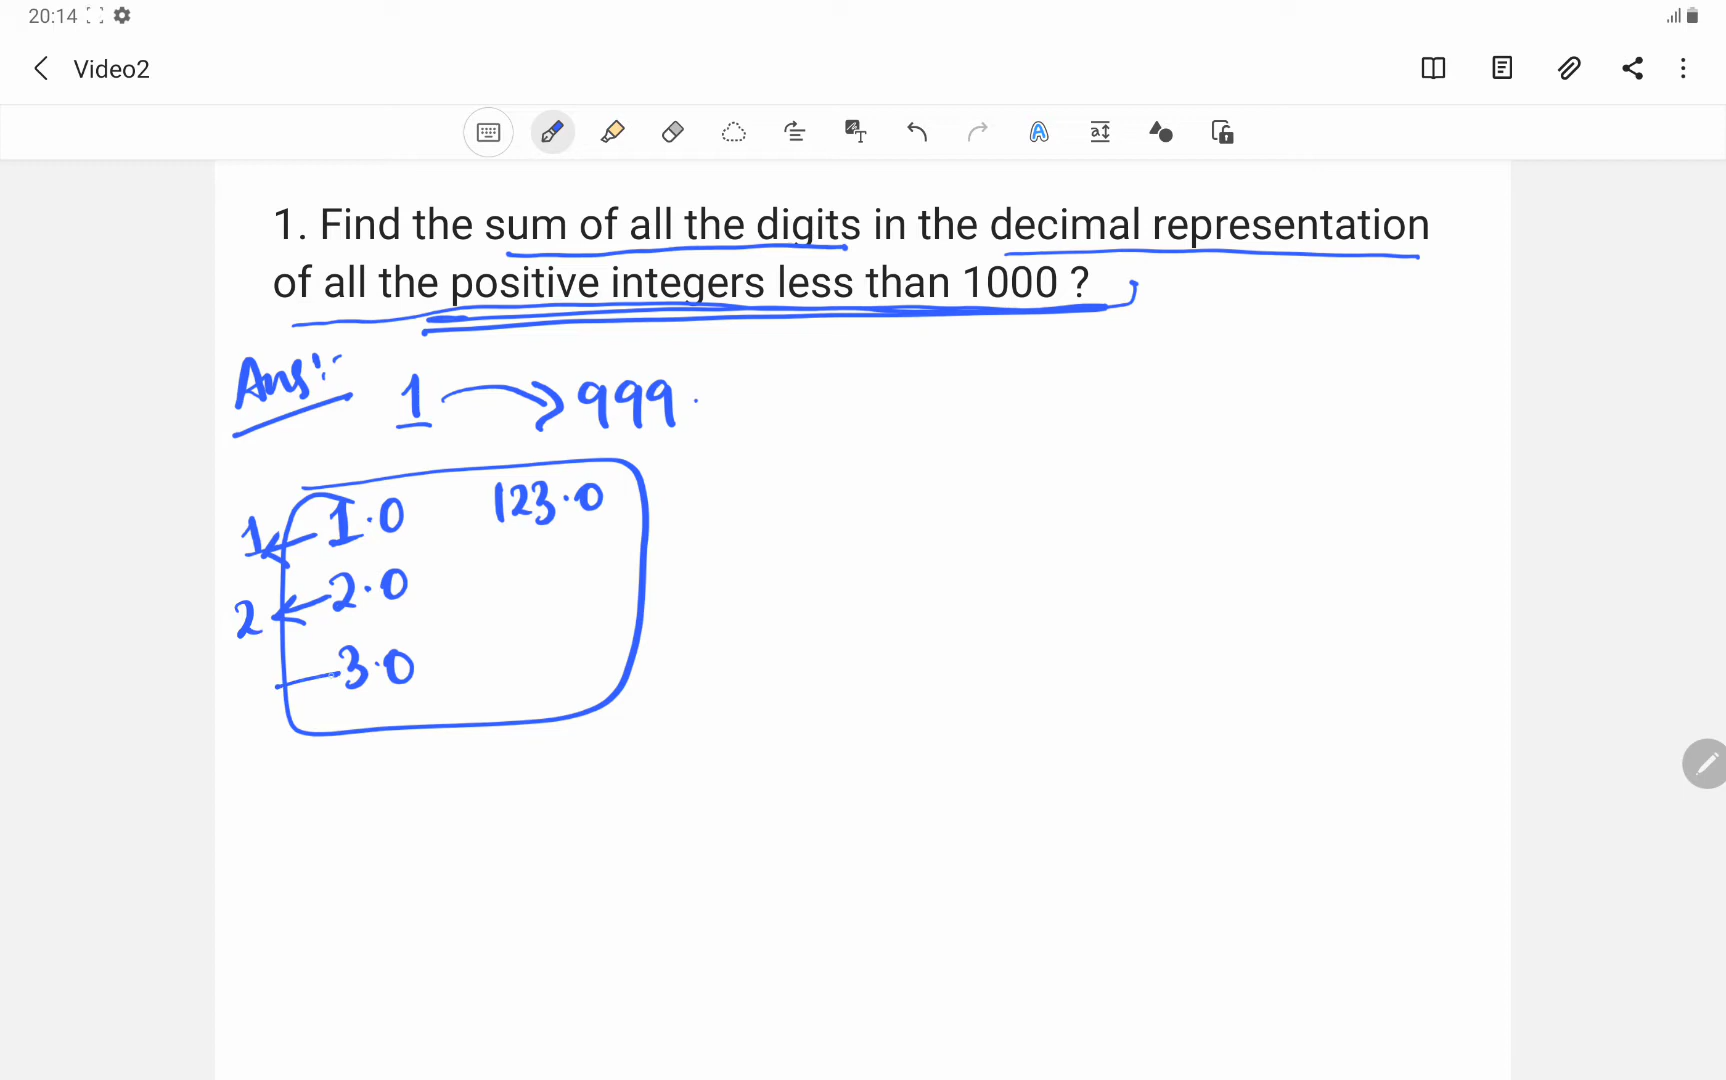 20:14
Video2
1. Find the sum of all the digits in the decimal representation
of all the positive integers less than 1000 ?
Ans:
1 → 999.
1 ← 1.0 123.0
2 ← 2.0
3.0